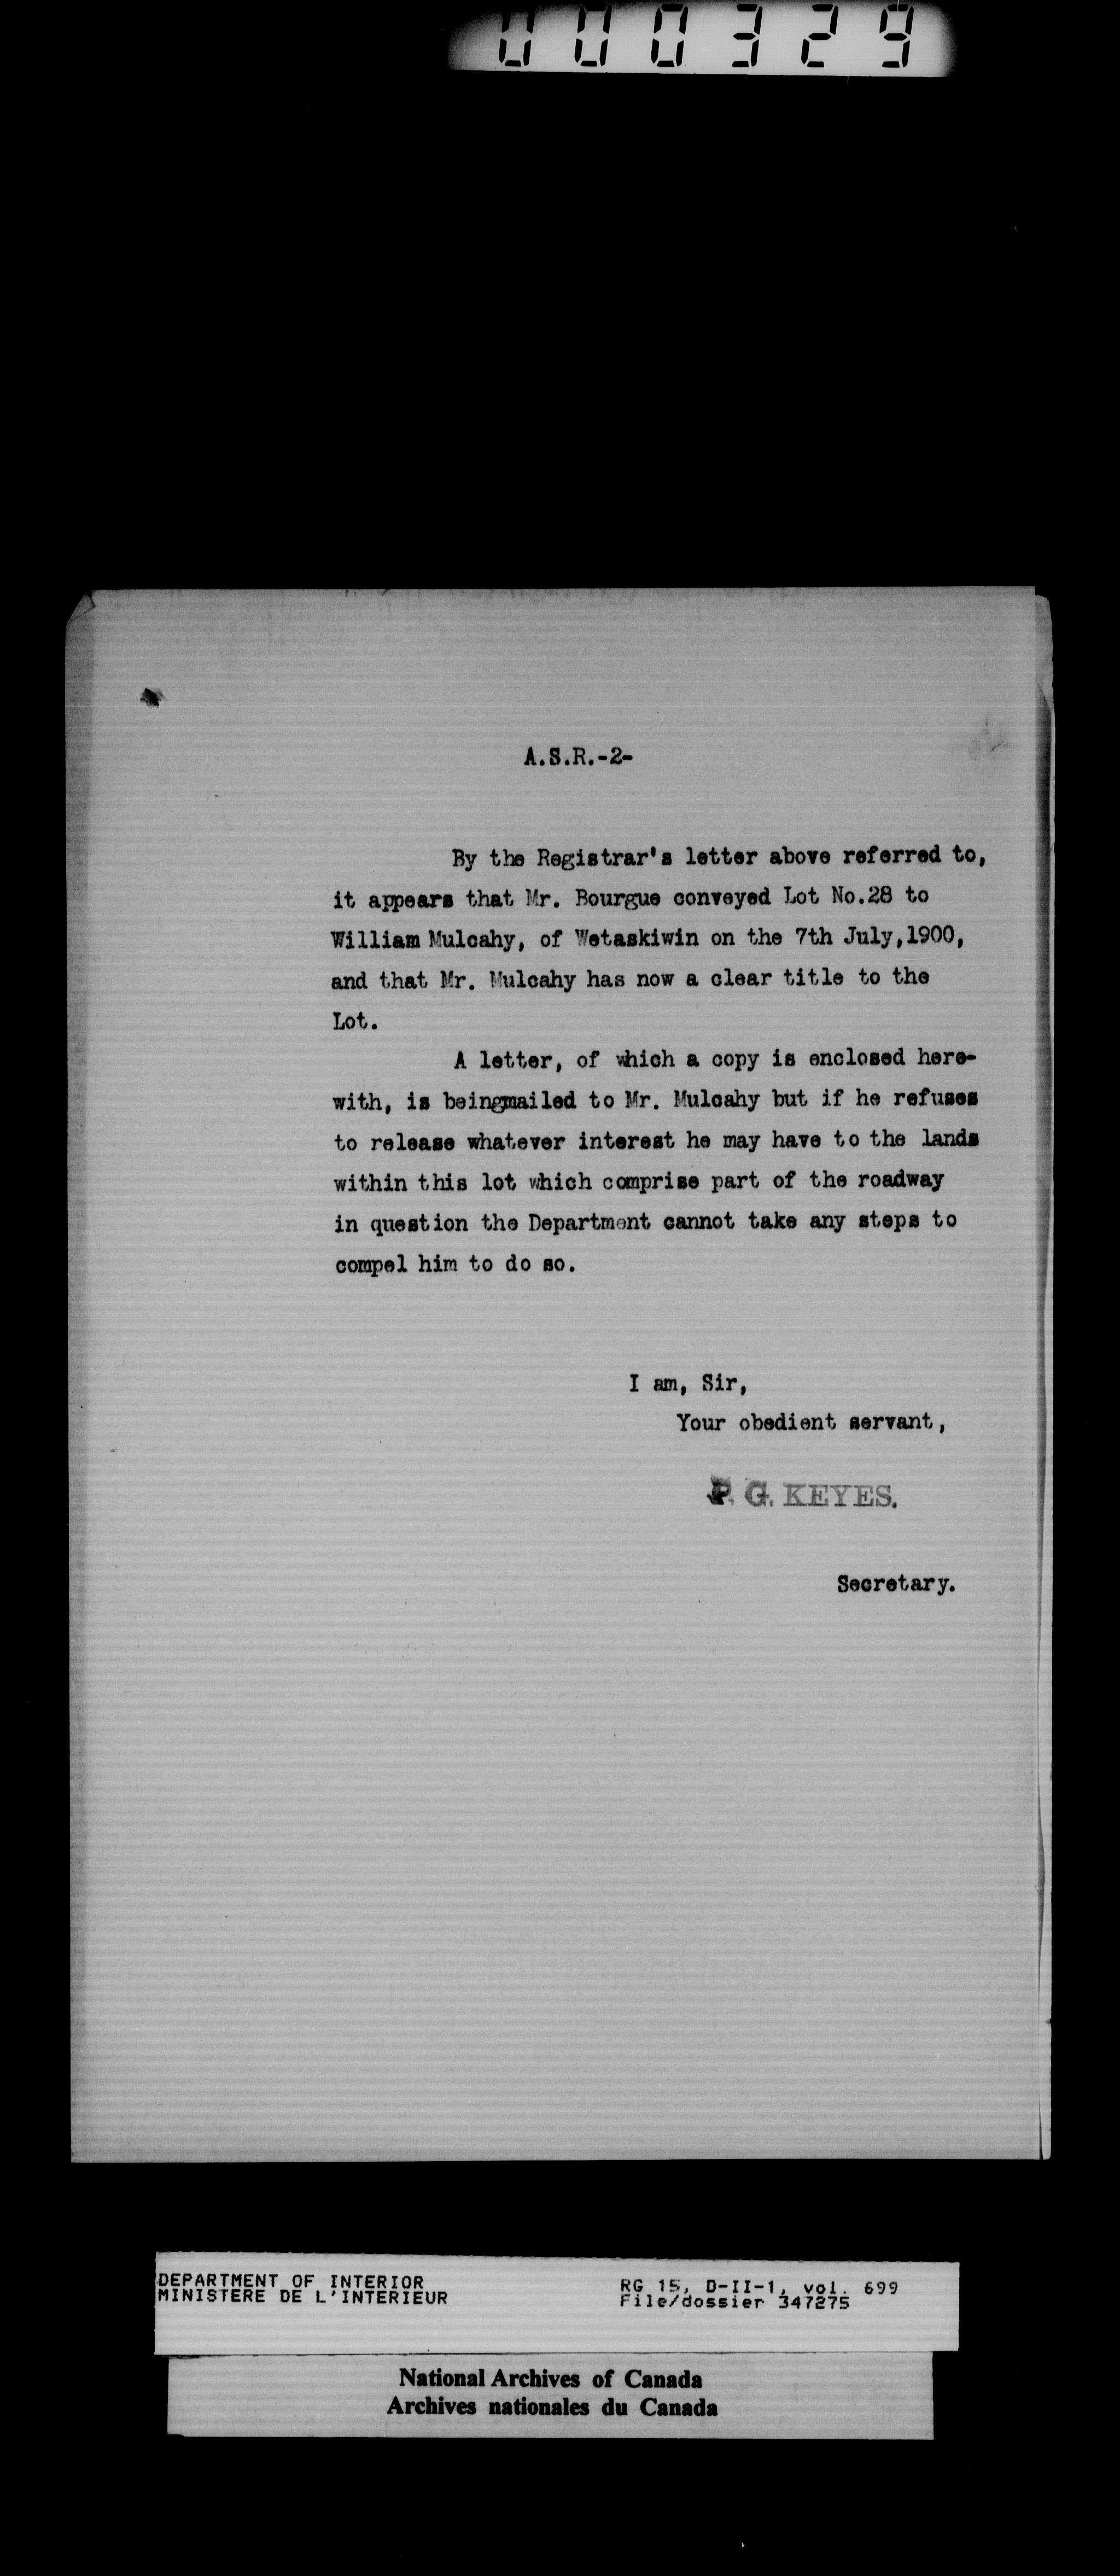 000329
A.S.R.-2-
By the Registrar's letter above referred to,
it appears that Mr. Bourgue conveyed Lot No.28 to
William Mulcahy, of Wetaskiwin on the 7th July,1900,
and that Mr. Mulcahy has now a clear title to the
Lot.
A letter, of which a copy is enclosed here-
with, is beingmailed to Mr. Mulcahy but if he refuses
to release whatever interest he may have to the lands
within this lot which comprise part of the roadway
in question the Department cannot take any steps to
compel him to do so.
I am, Sir,
Your obedient servant,
P. G. KEYES.
Secretary.
DEPARTMENT OF INTERIOR
MINISTERE DE L'INTERIEUR
RG 15, D-II-1, vol. 699
File/dossier 347275
National Archives of Canada
Archives nationales du Canada